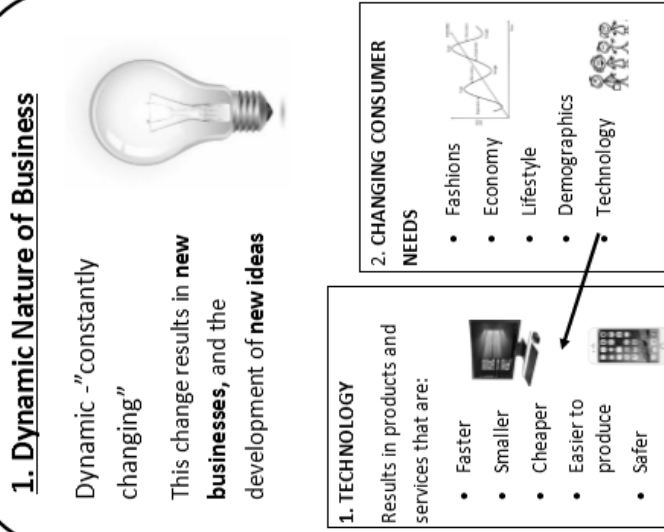 1. Dynamic Nature of Business
Dynamic -”constantly
changing”
This change results in new
businesses, and the
development of new ideas
1. TECHNOLOGY
Results in products and
services that are:
• Faster
• Smaller
• Cheaper
• Easier to
produce
• Safer
2. CHANGING CONSUMER
NEEDS
• Fashions
• Economy
• Lifestyle
• Demographics
• Technology